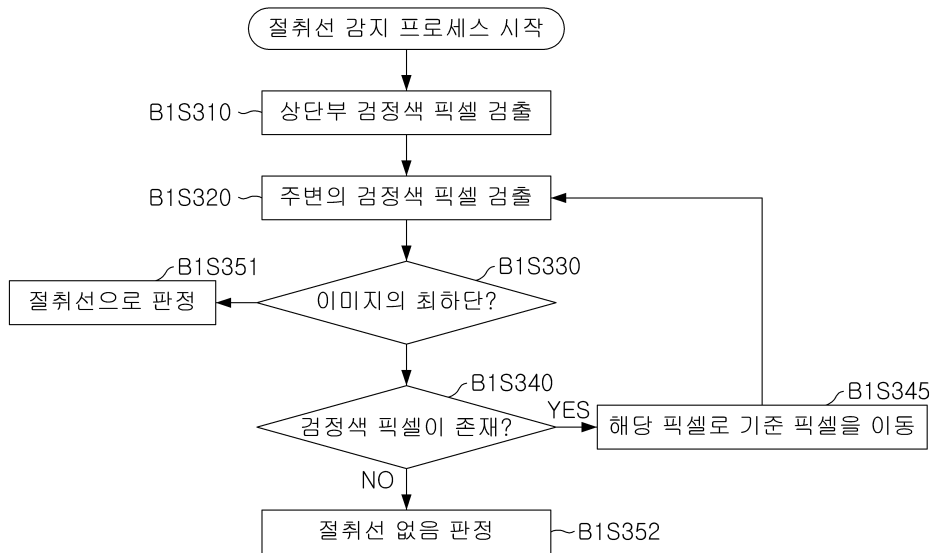 절취선 감지 프로세스 시작
B1S310
상단부 검정색 픽셀 검출
B1S320
주변의 검정색 픽셀 검출
B1S351
B1S330
절취선으로 판정
이미지의 최하단?
B1S340
B1S345
검정색 픽셀이 존재?
YES
해당 픽셀로 기준 픽셀을 이동
NO
절취선 없음 판정
B1S352